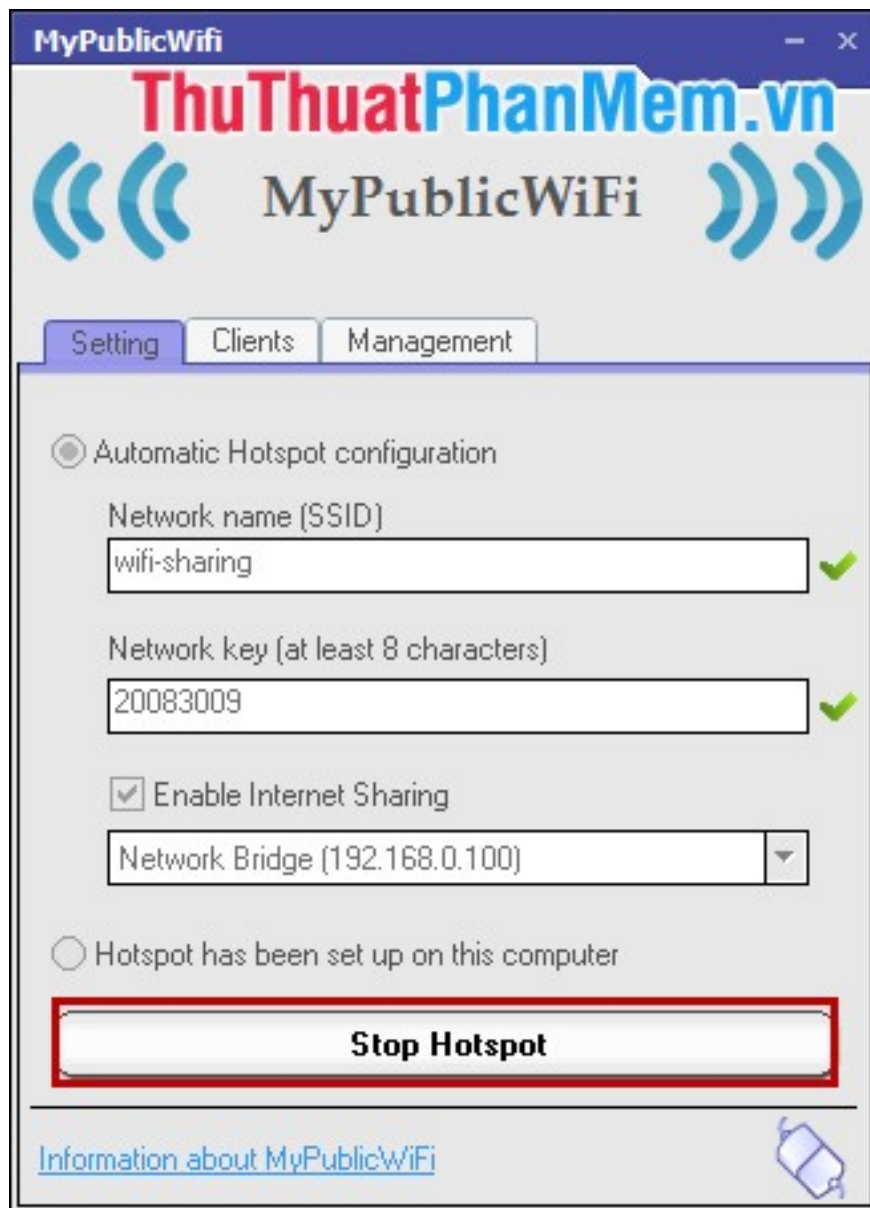 MyPublicWifi
ThuThuatPhanMem.vn
MyPublicWiFi
Setting Clients Management
Automatic Hotspot configuration
Network name (SSID)
wifi-sharing
Network key (at least 8 characters)
20083009
Enable Internet Sharing
Network Bridge (192.168.0.100)
Hotspot has been set up on this computer
Stop Hotspot
Information about MyPublicWiFi